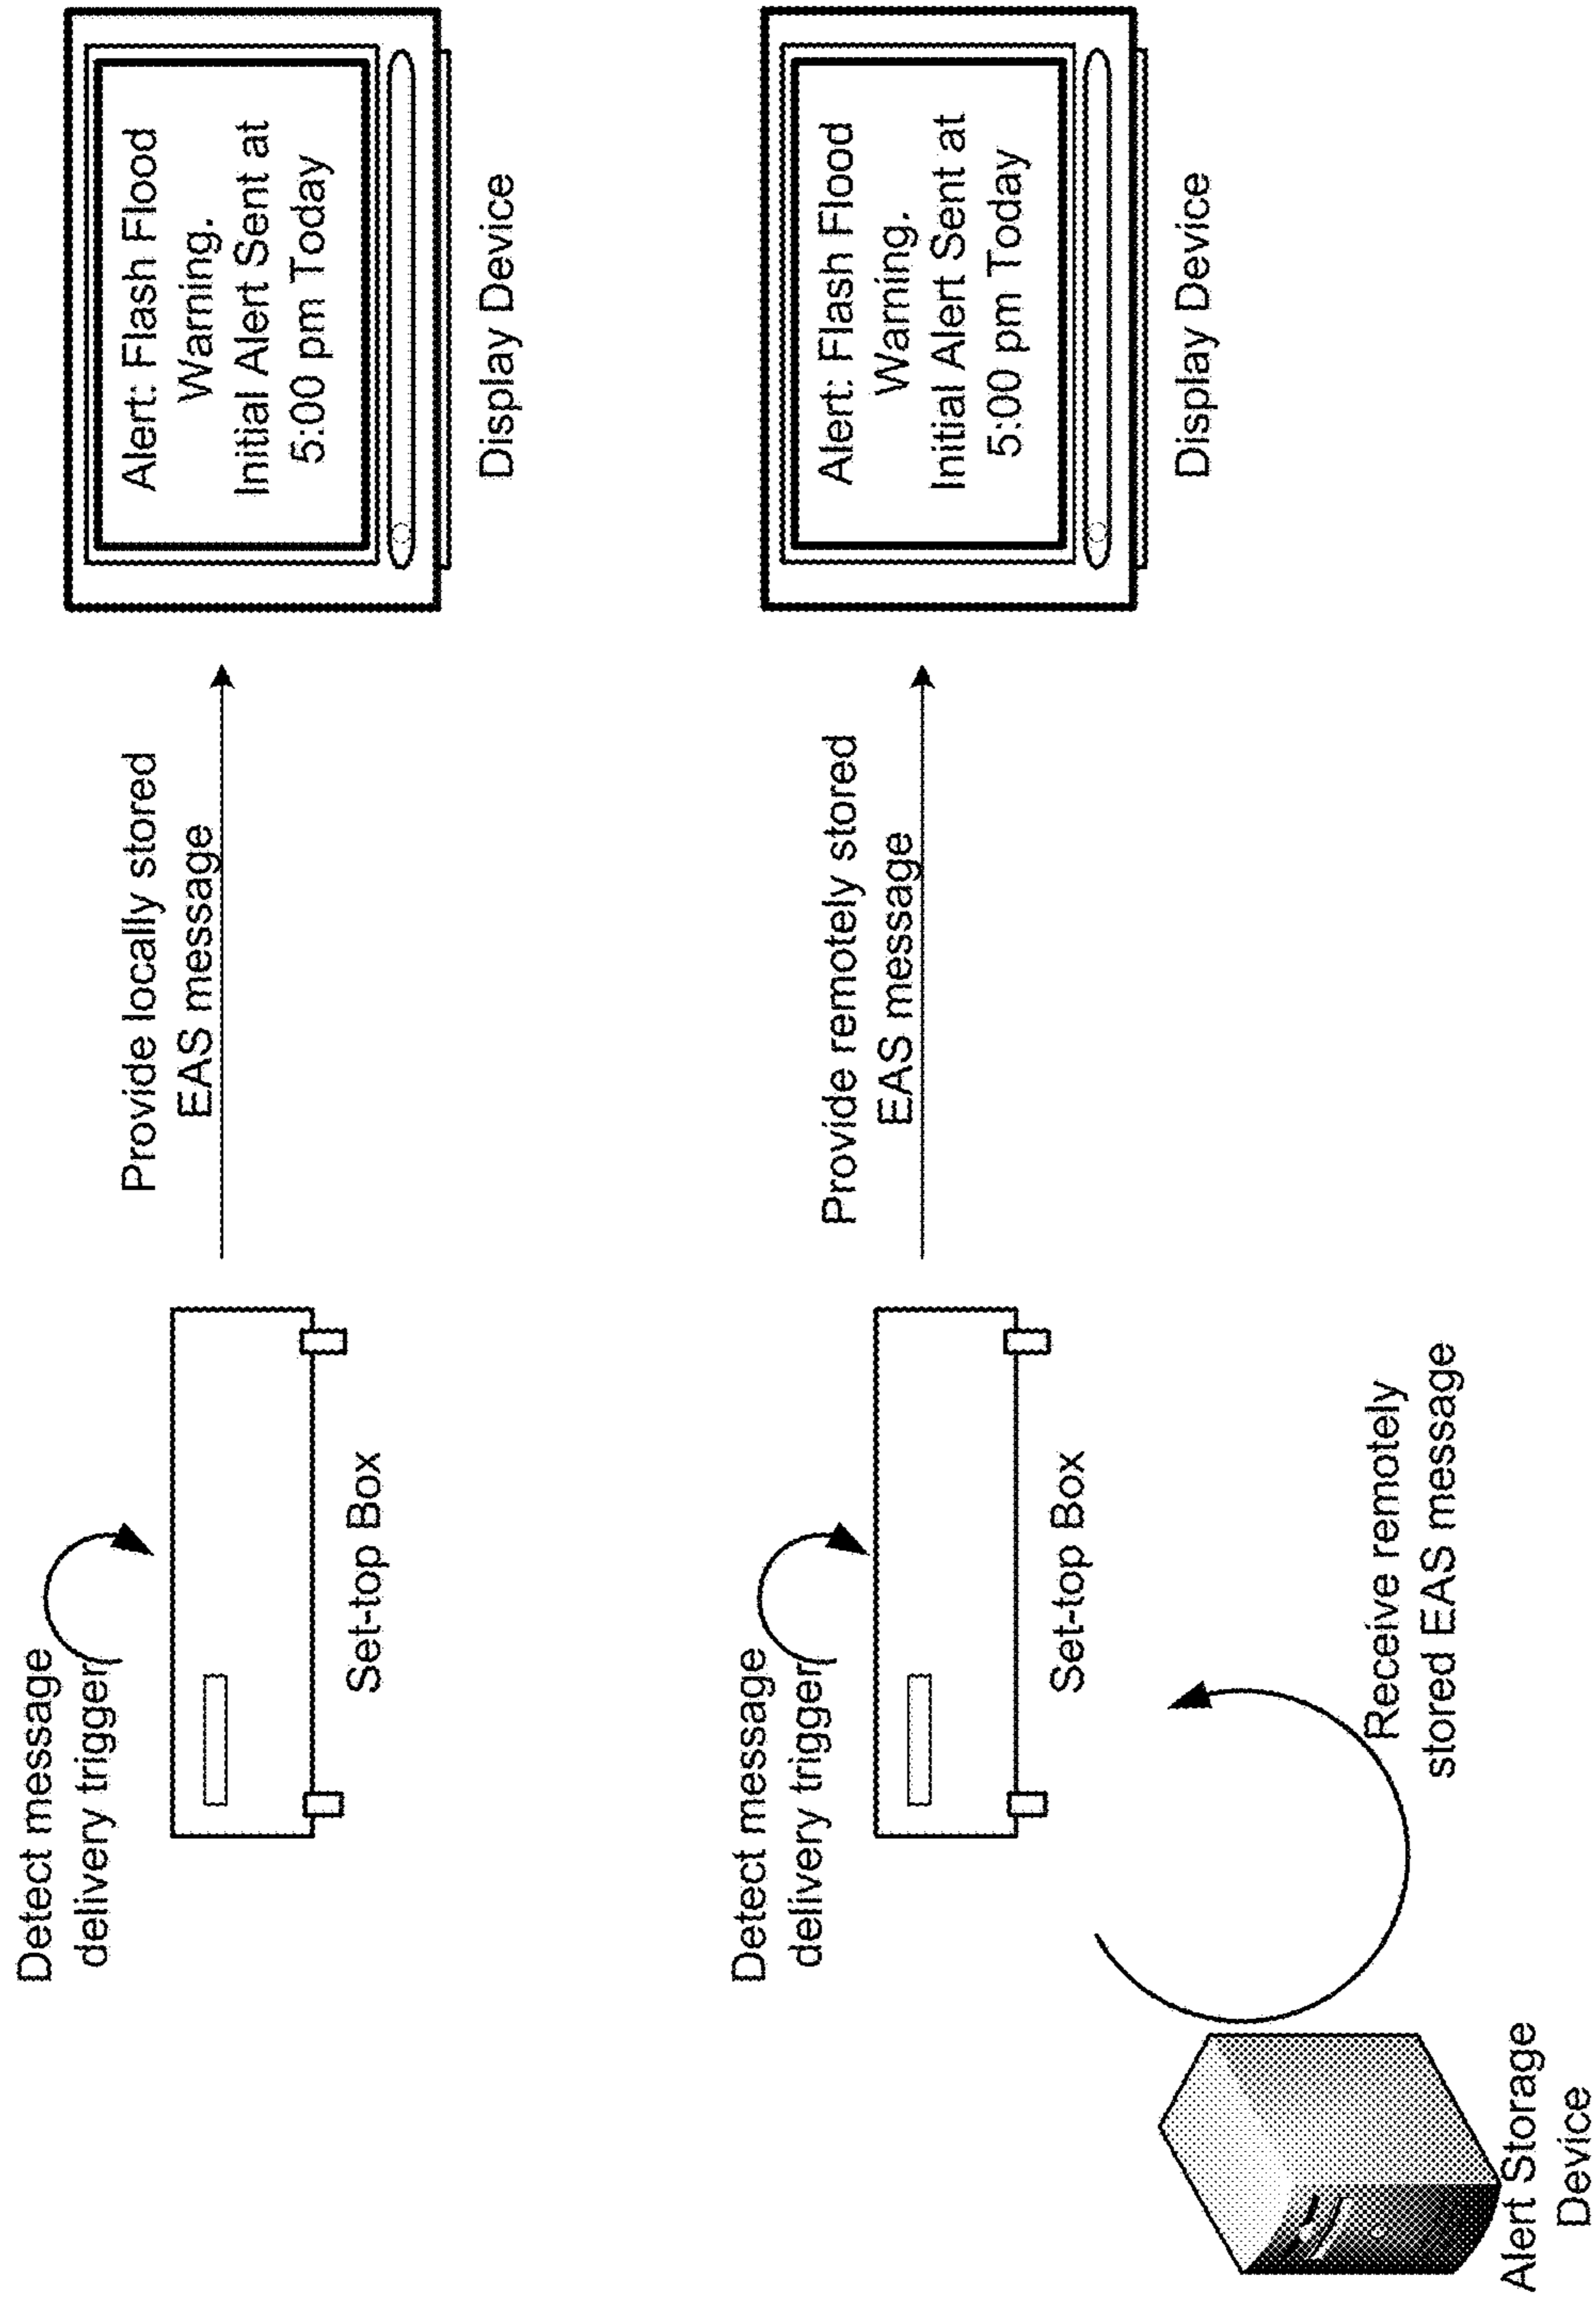 Detect message
delivery trigger
Set-top Box
Provide locally stored
EAS message
Alert: Flash Flood
Warning.
Initial Alert Sent at
5:00 pm Today
Display Device
Detect message
delivery trigger
Set-top Box
Provide remotely stored
EAS message
Alert: Flash Flood
Warning.
Initial Alert Sent at
5:00 pm Today
Display Device
Receive remotely
stored EAS message
Alert Storage
Device